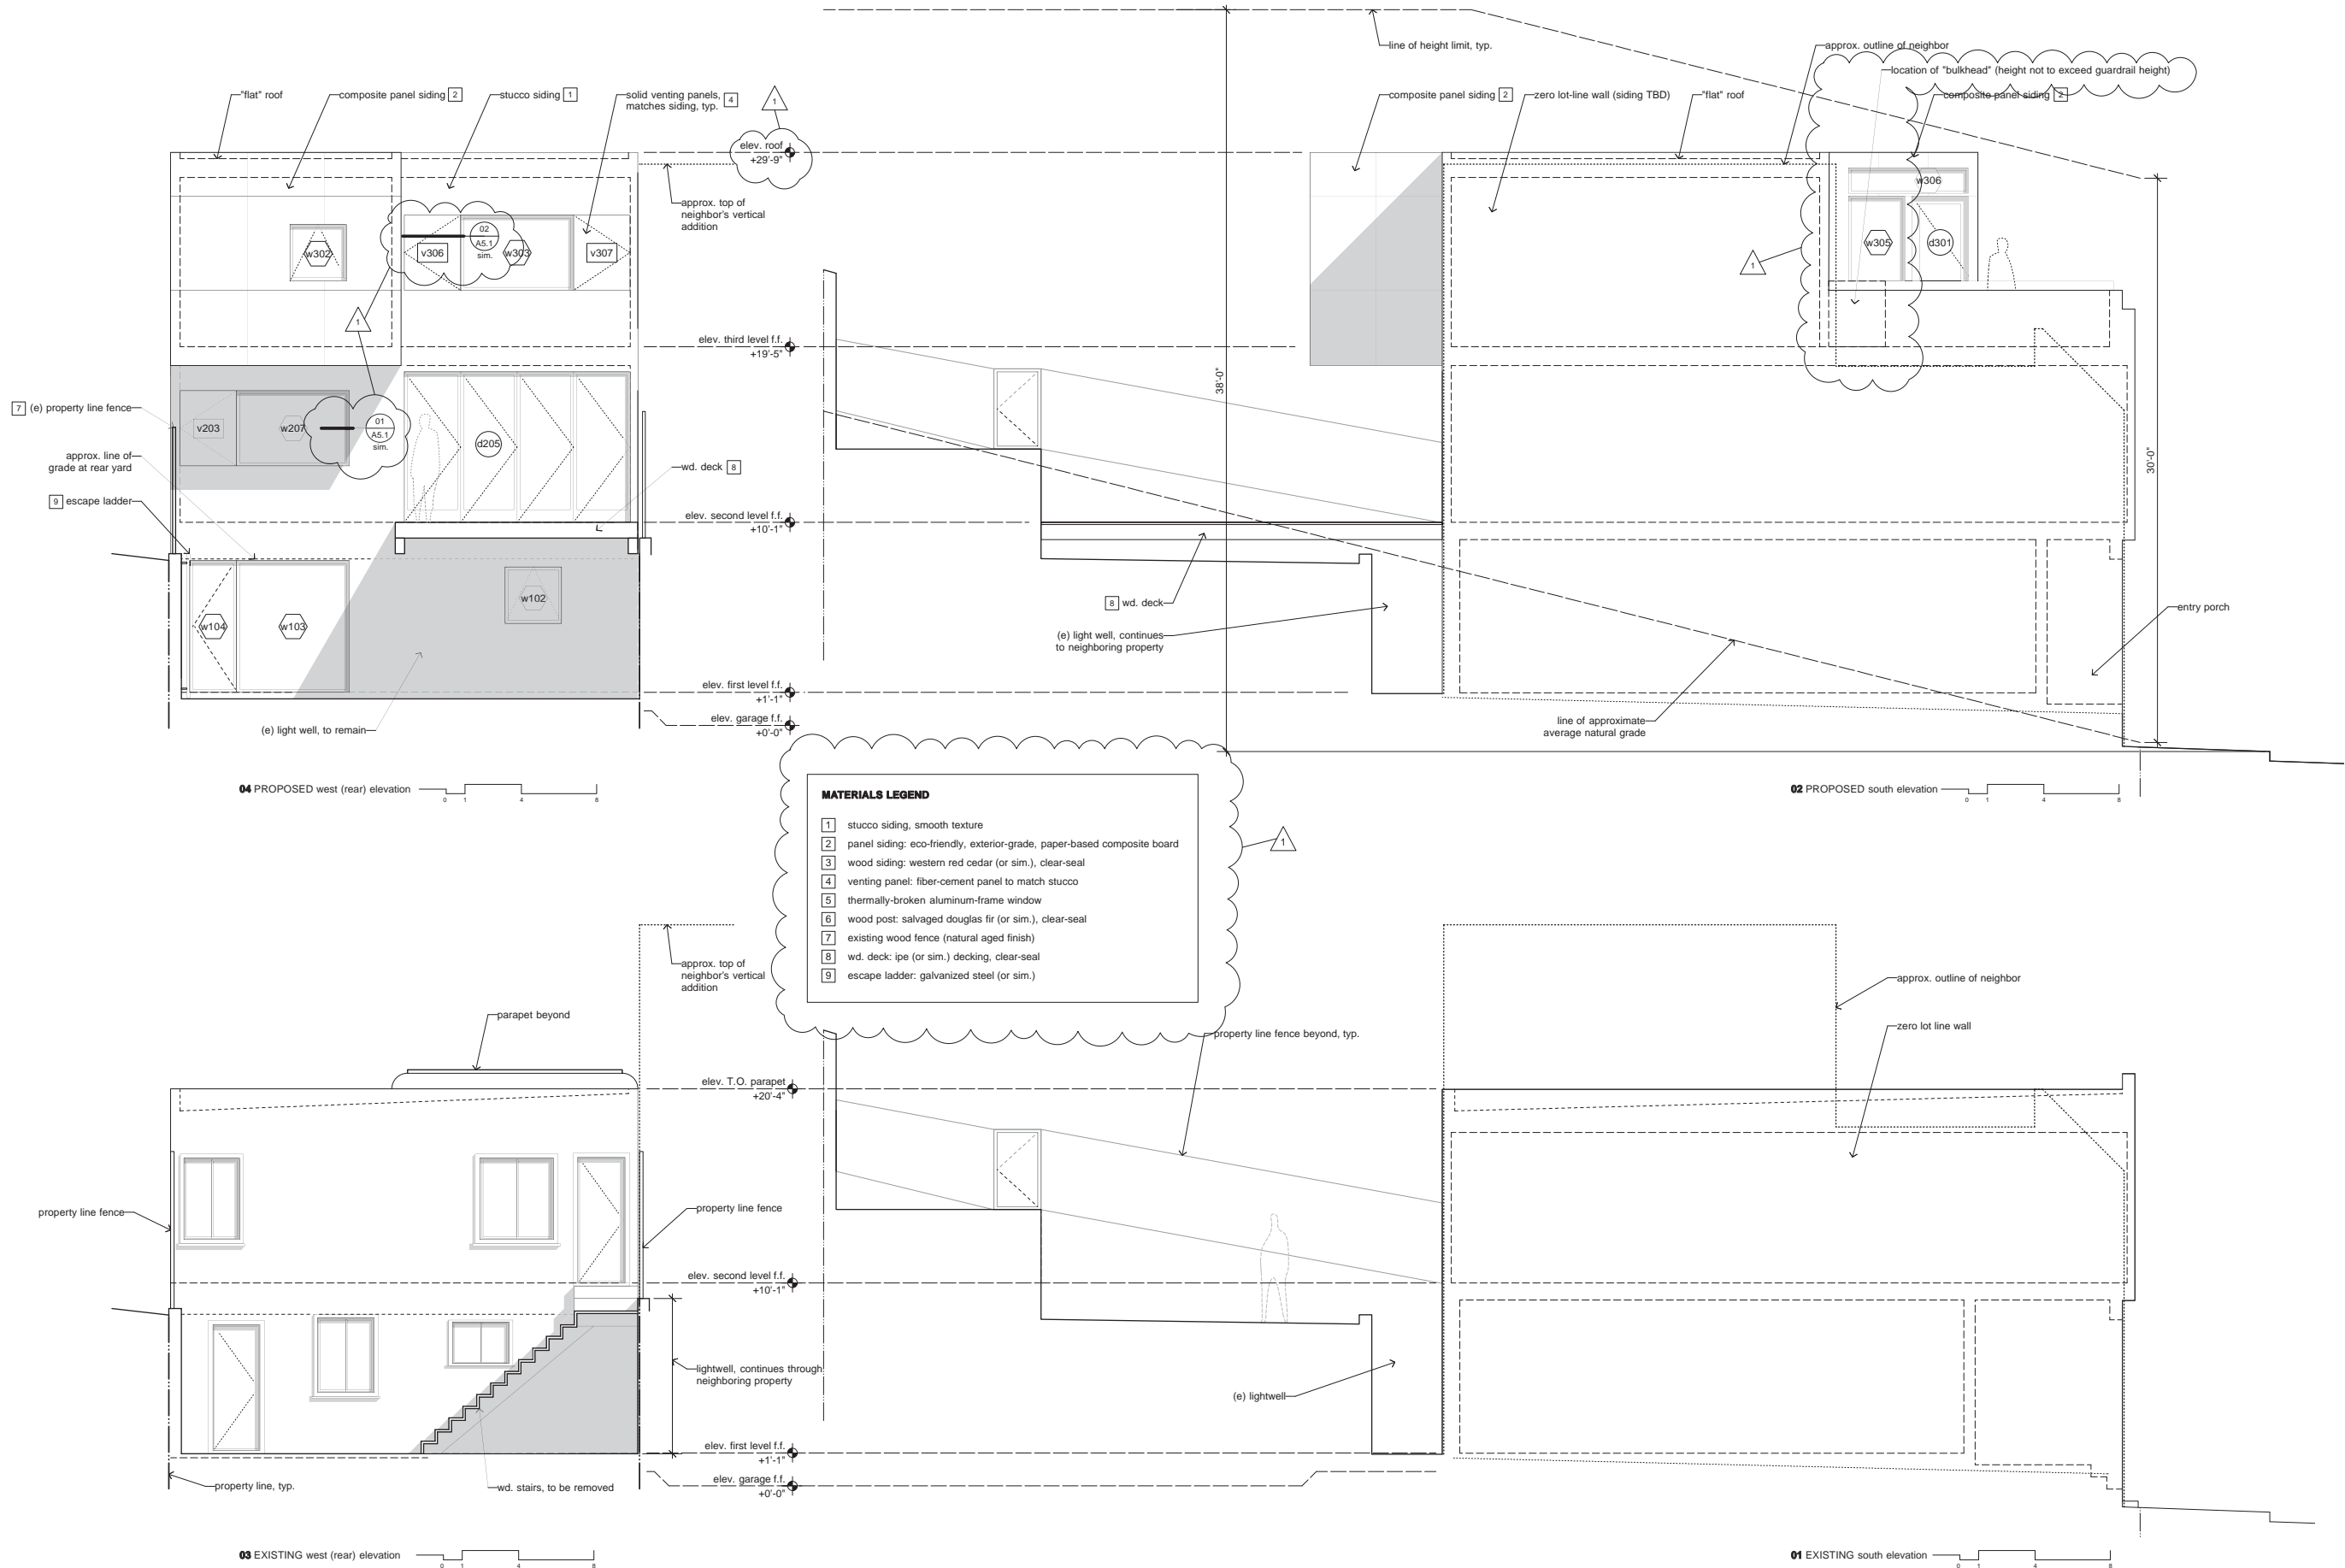 line of height limit, typ.
approx. outline of neighbor
location of "bulkhead" (height not to exceed guardrail height)
"flat" roof
composite panel siding 2
stucco siding 1
solid venting panels,
matches siding, typ. 4
1
composite panel siding 2
zero lot-line wall (siding TBD)
"flat" roof
composite panel siding 2
elev. roof
+29'-9"
approx. top of
neighbor's vertical
addition
w302
v306
02
A5.1
sim.
w303
v307
w306
w305
d301
1
1
elev. third level f.f.
+19'-5"
38'-0"
30'-0"
7 (e) property line fence
v203
w207
01
A5.1
sim.
d205
approx. line of
grade at rear yard
wd. deck 8
9 escape ladder
elev. second level f.f.
+10'-1"
w104
w103
w102
8 wd. deck
(e) light well, continues
to neighboring property
entry porch
elev. first level f.f.
+1'-1"
elev. garage f.f.
+0'-0"
(e) light well, to remain
line of approximate
average natural grade
04 PROPOSED west (rear) elevation
0 1 4 8
02 PROPOSED south elevation
0 1 4 8
MATERIALS LEGEND
1 stucco siding, smooth texture
2 panel siding: eco-friendly, exterior-grade, paper-based composite board
3 wood siding: western red cedar (or sim.), clear-seal
4 venting panel: fiber-cement panel to match stucco
5 thermally-broken aluminum-frame window
6 wood post: salvaged douglas fir (or sim.), clear-seal
7 existing wood fence (natural aged finish)
8 wd. deck: ipe (or sim.) decking, clear-seal
9 escape ladder: galvanized steel (or sim.)
1
approx. top of
neighbor's vertical
addition
parapet beyond
property line fence beyond, typ.
approx. outline of neighbor
zero lot line wall
elev. T.O. parapet
+20'-4"
property line fence
property line fence
elev. second level f.f.
+10'-1"
lightwell, continues through
neighboring property
(e) lightwell
elev. first level f.f.
+1'-1"
elev. garage f.f.
+0'-0"
property line, typ.
wd. stairs, to be removed
03 EXISTING west (rear) elevation
0 1 4 8
01 EXISTING south elevation
0 1 4 8